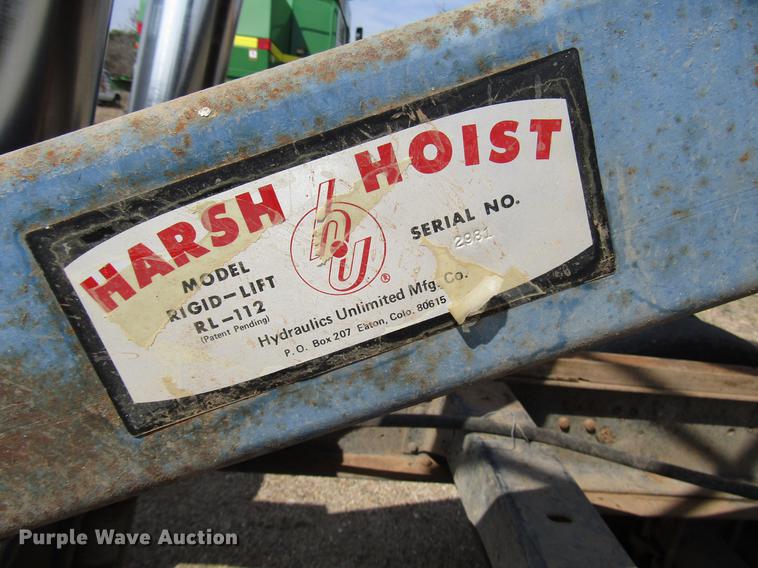 HARSH HOIST
MODEL
RIGID-LIFT
RL-112
(Patent Pending)
hu
®
SERIAL NO.
2981
Hydraulics Unlimited Mfg. Co.
P. O. Box 207 Eaton, Colo. 80615
Purple Wave Auction